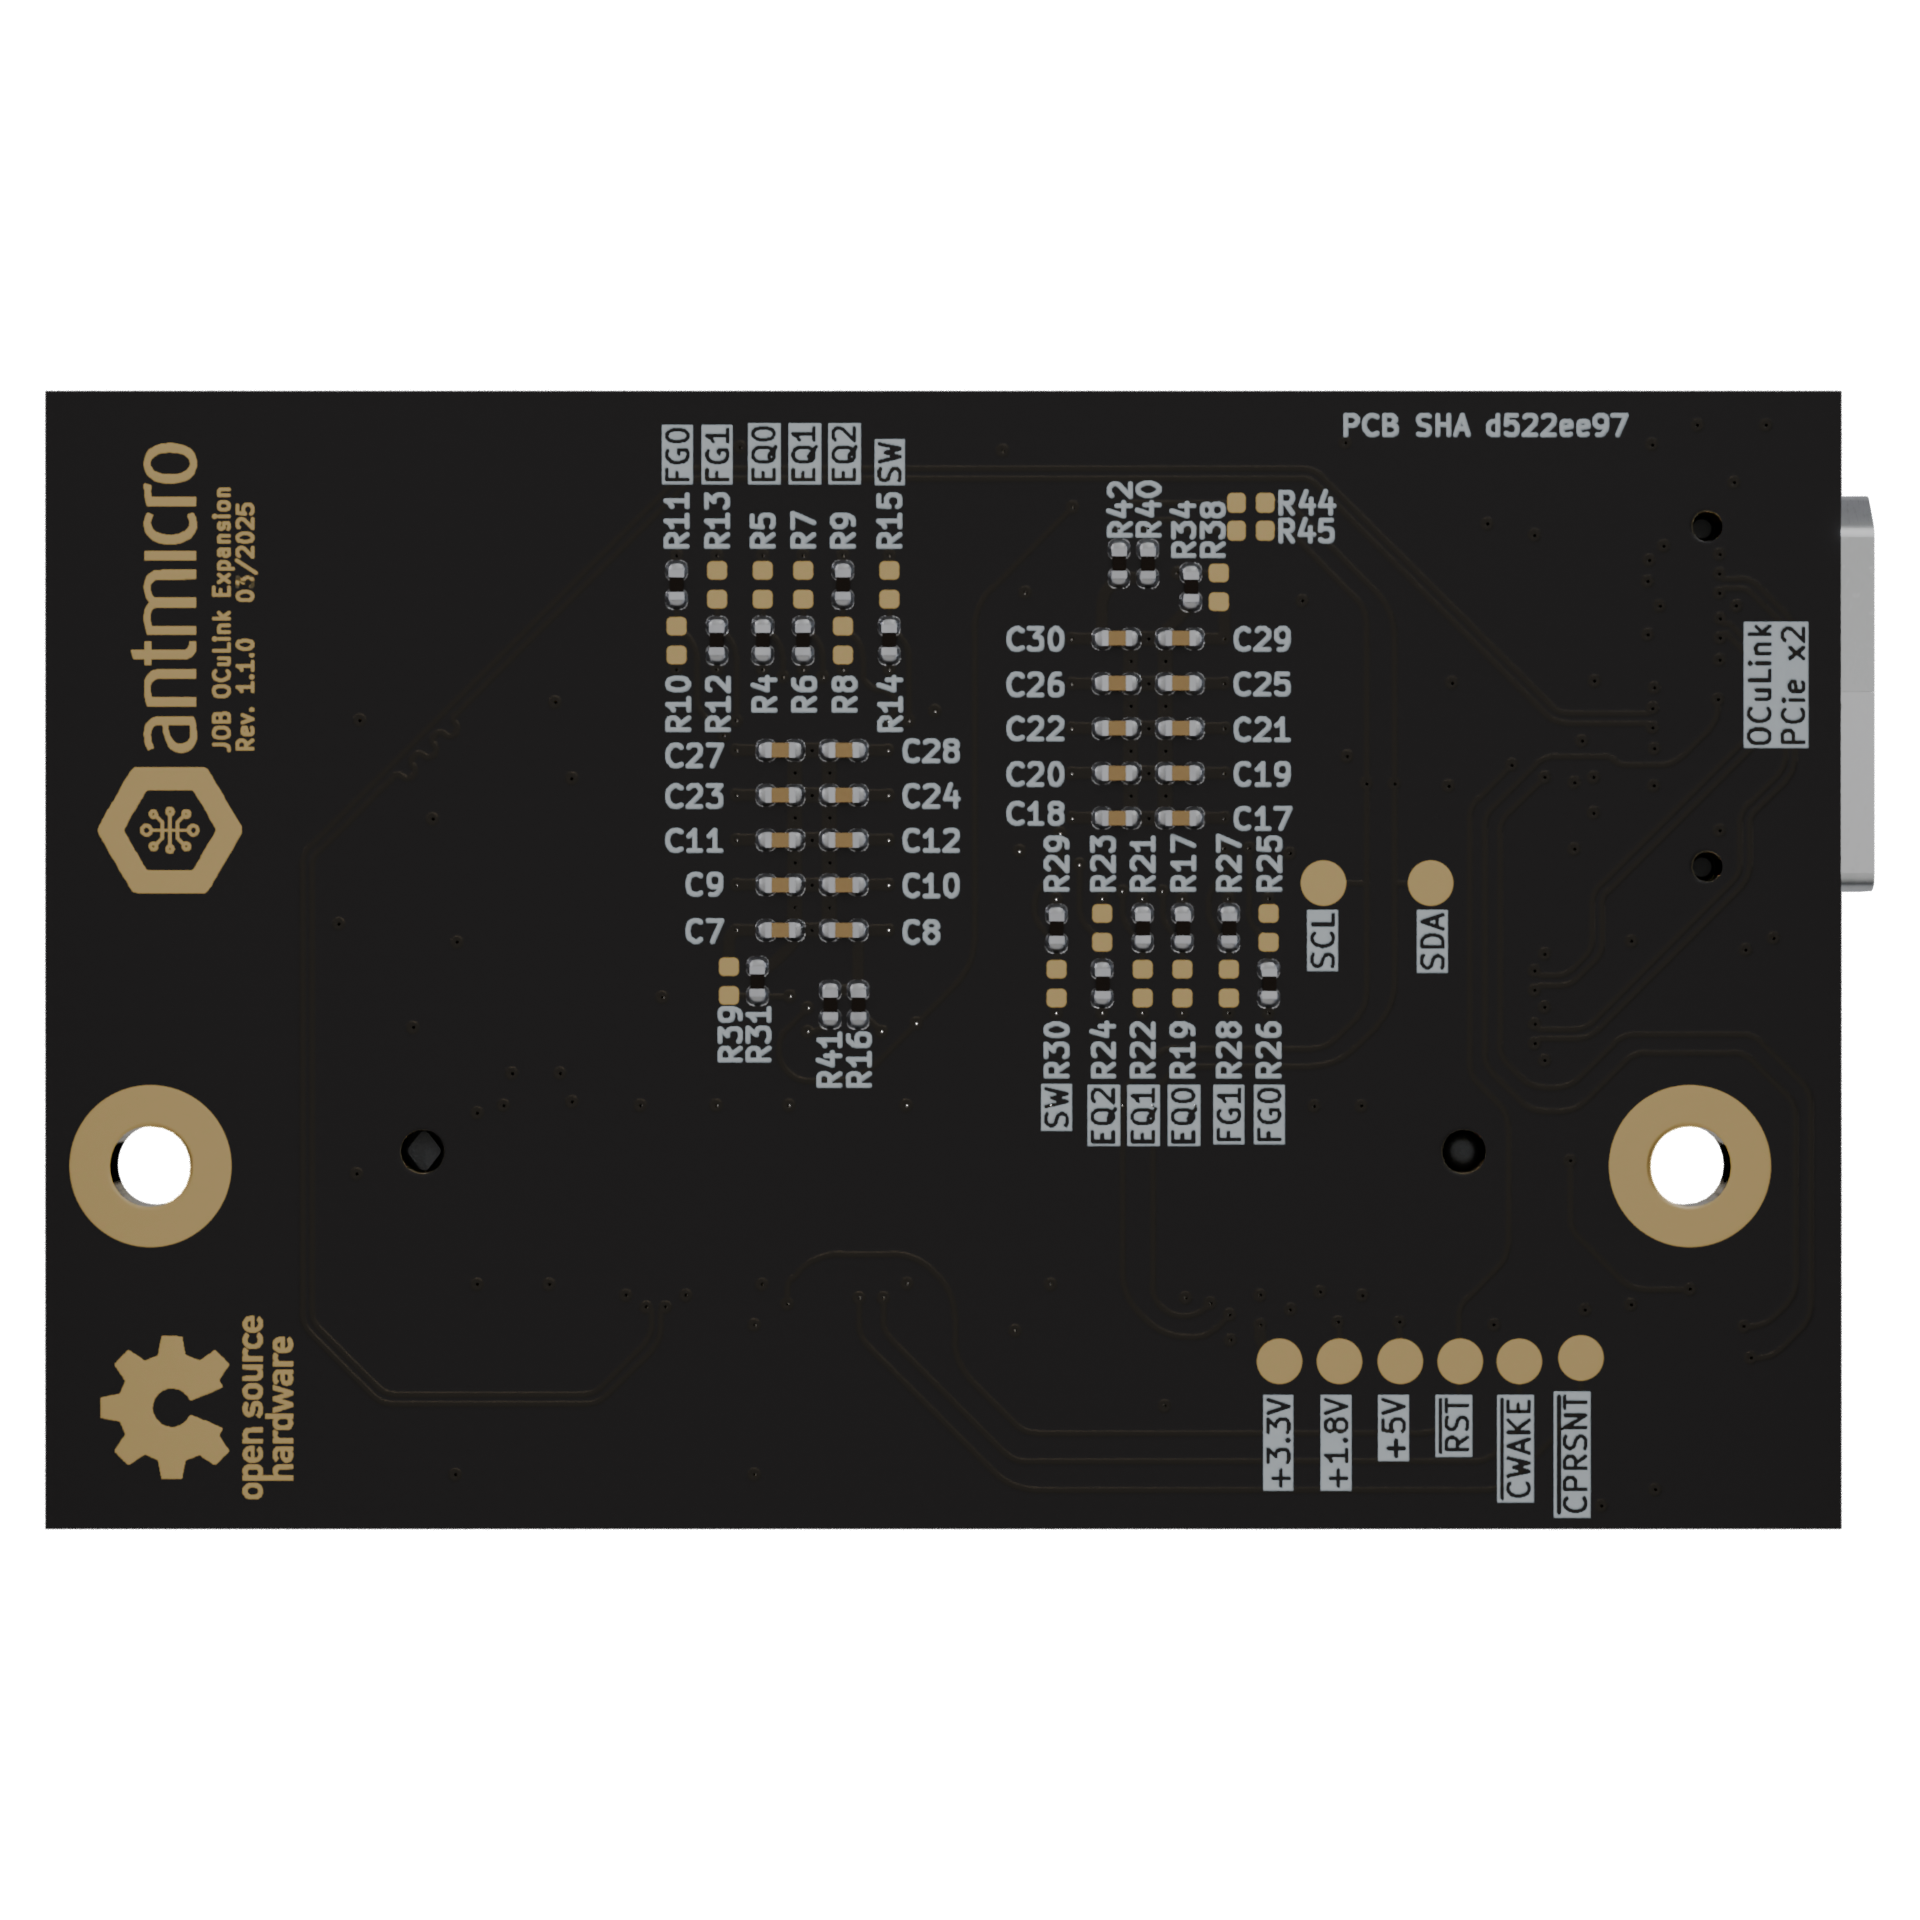 PCB SHA d522ee97
antmicro
JOB OCuLink Expansion
Rev. 1.1.0
FG0
FG1
EQ0
EQ1
EQ2
SW
R11
R13
R5
R7
R9
R15
R10
R12
R4
R6
R8
R14
R42
R40
R34
R38
R44
R45
C27
C28
C23
C24
C11
C12
C9
C10
C7
C8
R39
R31
R41
R16
C30
C29
C26
C25
C22
C21
C20
C19
C18
C17
R29
R23
R21
R17
R27
R25
R30
R24
R22
R19
R28
R26
SW
EQ2
EQ1
EQ0
FG1
FG0
SCL
SDA
OCuLink
PCie x2
open source
hardware
+3.3V
+1.8V
+5V
RST
CWAKE
CPRSNT